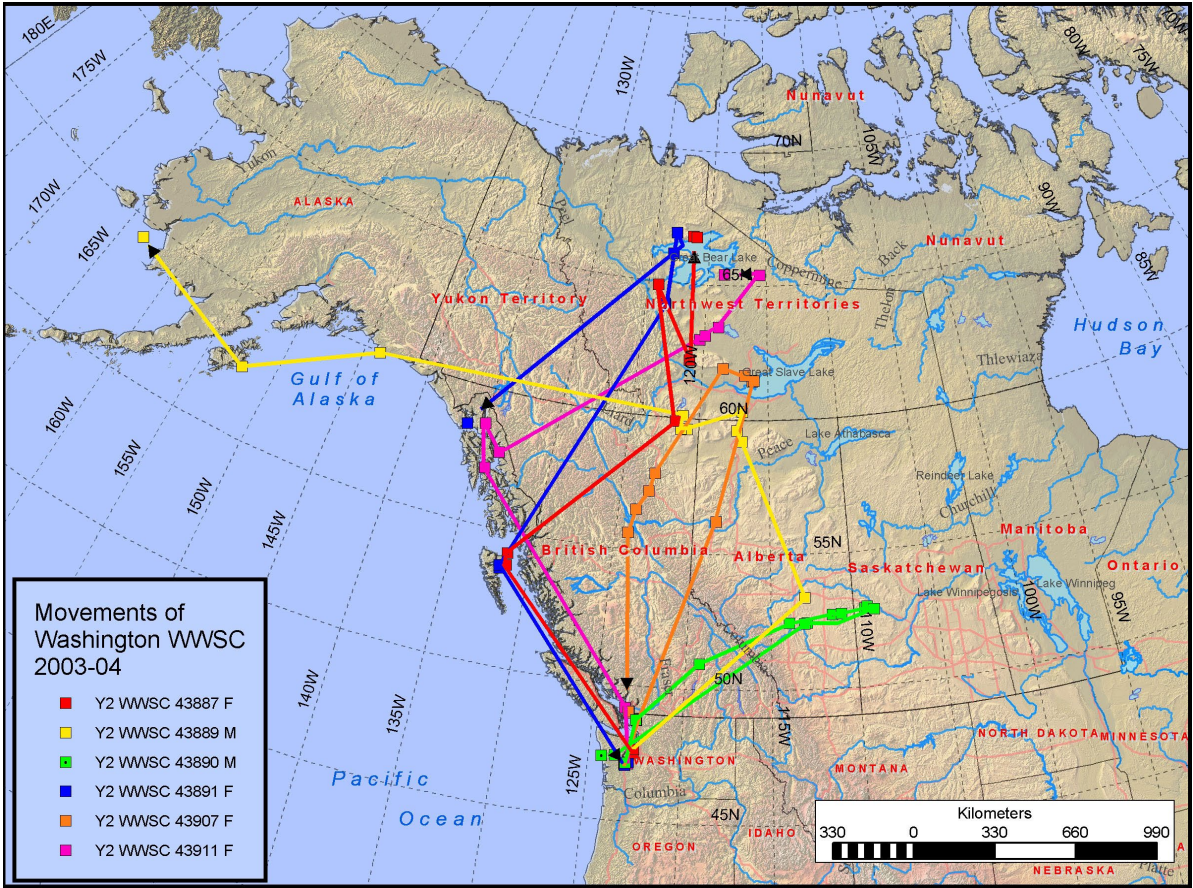 180E
175W
170W
165W
160W
155W
150W
145W
140W
135W
130W
125W
70W
80W
75W
Nunavut
70N
105W
90W
85W
Yukon
ALASKA
Peel
Back
Nunavut
Great Bear Lake
65N
Coppermine
Yukon Territory
Northwest Territories
Thelon
Hudson
Bay
Thlewiaza
120W
Great Slave Lake
Gulf of
Alaska
60N
Liard
Peace
Lake Athabasca
Reindeer Lake
Churchill
Manitoba
55N
British Columbia
Alberta
Saskatchewan
Ontario
Lake Winnipeg
Lake Winnipegosis
100W
95W
110W
Columbia
Fraser
50N
115W
NORTH DAKOTA
MINNESOTA
WASHINGTON
MONTANA
Pacific
Ocean
Columbia
45N
OREGON
IDAHO
NEBRASKA
Platte
Movements of
Washington WWSC
2003-04
Y2 WWSC 43887 F
Y2 WWSC 43889 M
Y2 WWSC 43890 M
Y2 WWSC 43891 F
Y2 WWSC 43907 F
Y2 WWSC 43911 F
Kilometers
330 0 330 660 990